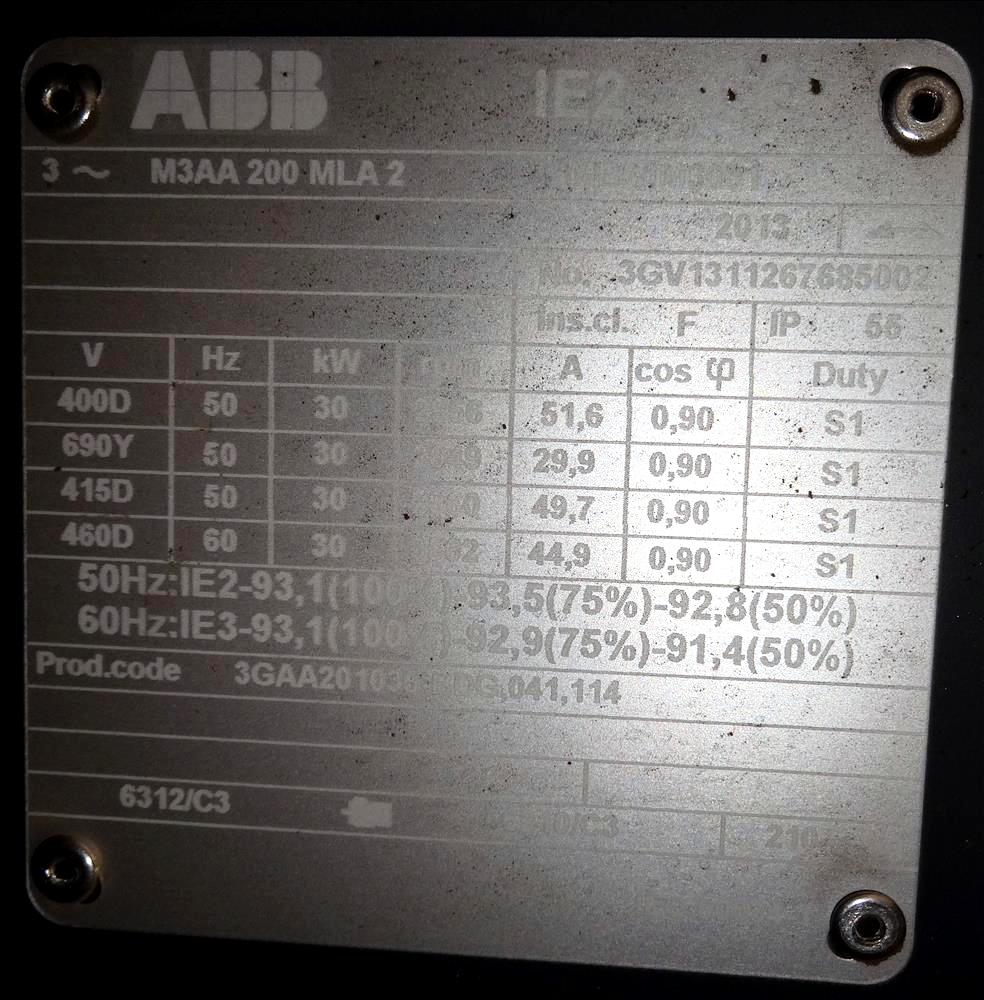 ABB IE2
3 ~ M3AA 200 MLA 2
2013
No. 3GV1311267685002
Ins.cl. F IP 55
V Hz kW A cos φ Duty
400D 50 30 51,6 0,90 S1
690Y 50 30 29,9 0,90 S1
415D 50 30 49,7 0,90 S1
460D 60 30 44,9 0,90 S1
50Hz:IE2-93,1(100 )-93,5(75%)-92,8(50%)
60Hz:IE3-93,1(100 )-92,9(75%)-91,4(50%)
Prod.code 041,114
6312/C3 210